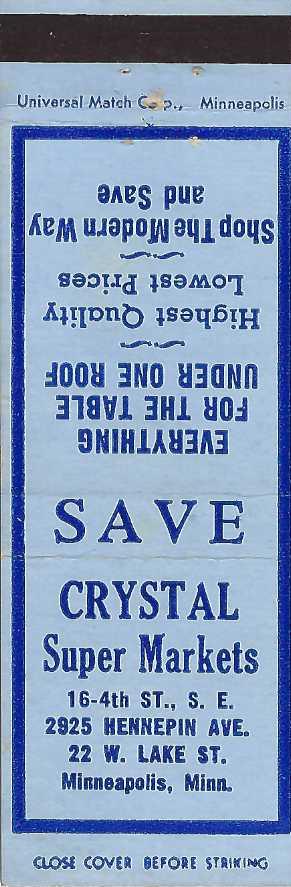 Universal Match Corp., Minneapolis
EVERYTHING
FOR THE TABLE
UNDER ONE ROOF
Highest Quality
Lowest Prices
Shop The Modern Way
and Save
SAVE
CRYSTAL
Super Markets
16-4th ST., S. E.
2925 HENNEPIN AVE.
22 W. LAKE ST.
Minneapolis, Minn.
CLOSE COVER BEFORE STRIKING